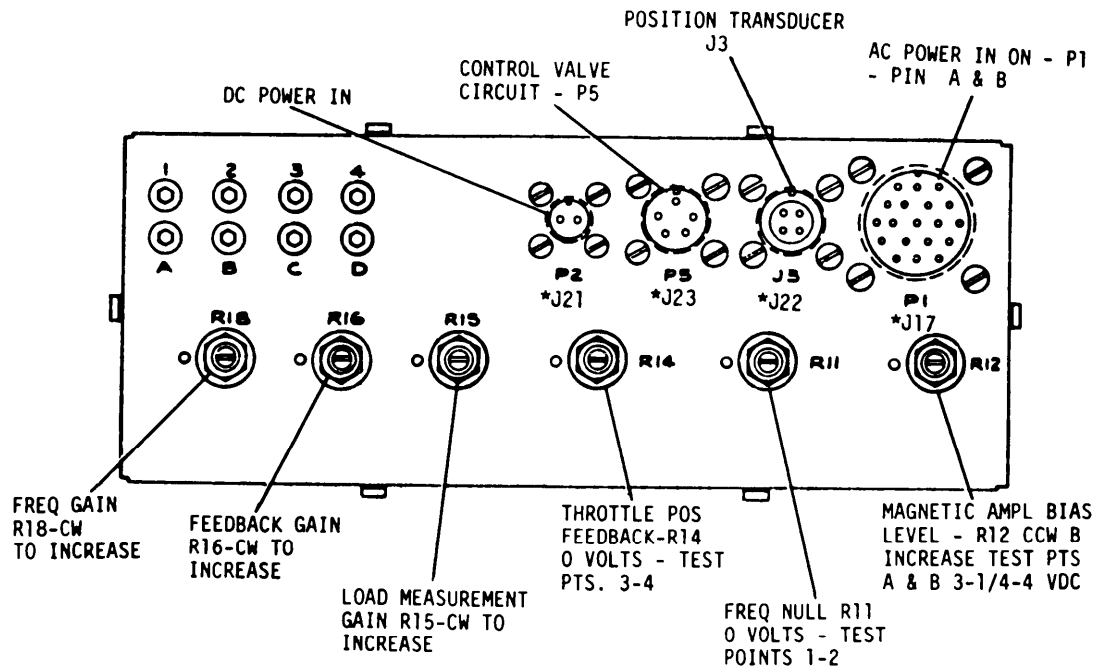 POSITION TRANSDUCER
J3
AC POWER IN ON - P1
- PIN A & B
CONTROL VALVE
CIRCUIT - P5
DC POWER IN
1 2 3 4
A B C D
P2
*J21
P5
*J23
J3
*J22
P1
*J17
R18 R16 R15 R14 R11 R12
FREQ GAIN
R18-CW
TO INCREASE
FEEDBACK GAIN
R16-CW TO
INCREASE
LOAD MEASUREMENT
GAIN R15-CW TO
INCREASE
THROTTLE POS
FEEDBACK-R14
0 VOLTS - TEST
PTS. 3-4
FREQ NULL R11
0 VOLTS - TEST
POINTS 1-2
MAGNETIC AMPL BIAS
LEVEL - R12 CCW B
INCREASE TEST PTS
A & B 3-1/4-4 VDC